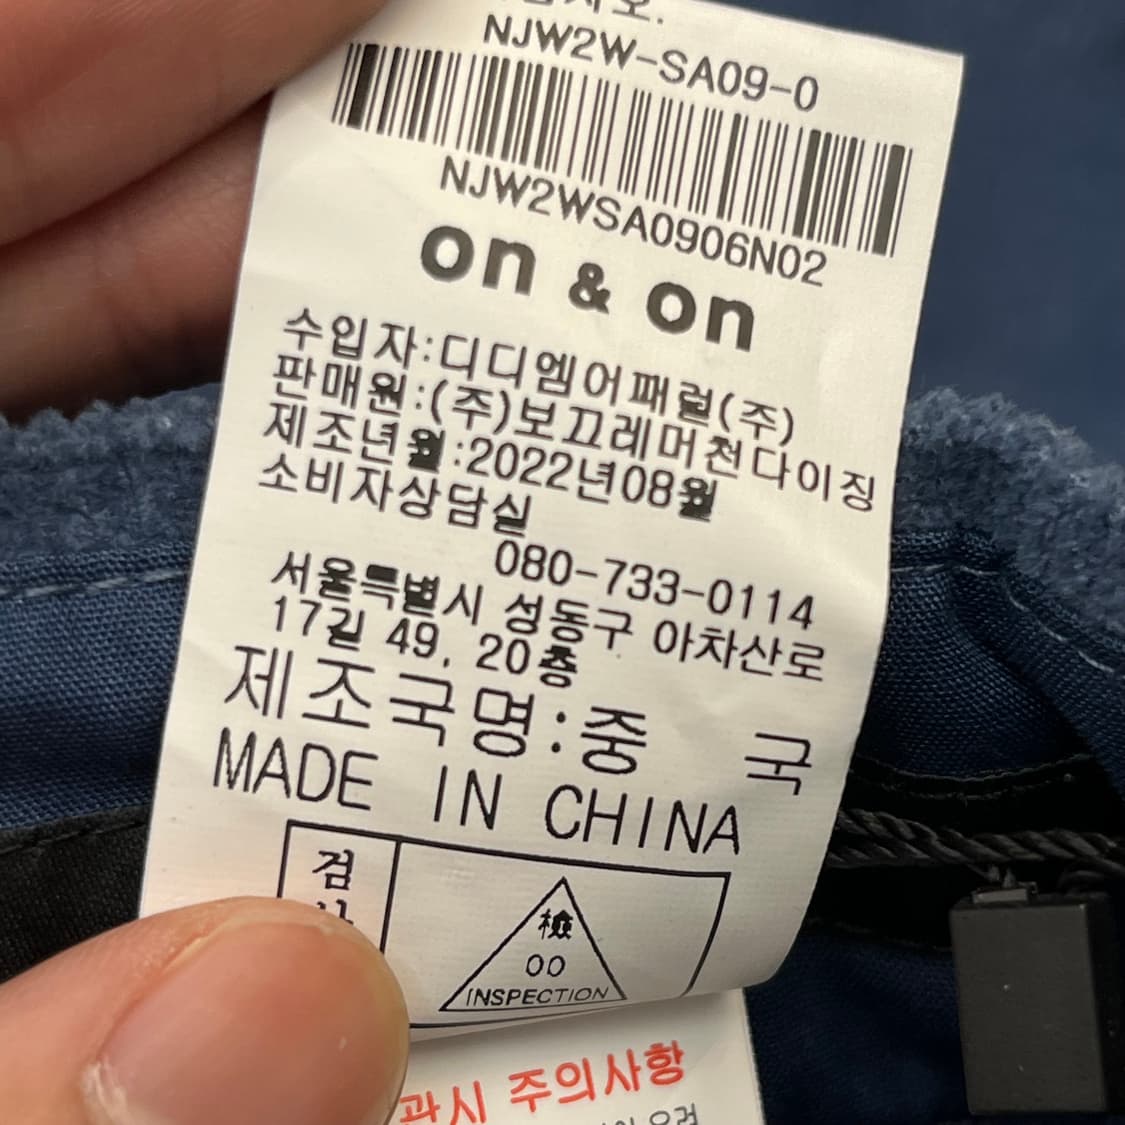 NJW2W-SA09-0
NJW2WSA0906N02
on & on
수입자:디디엠어패럴(주)
판매원:(주)보끄레머천다이징
제조년월:2022년08월
소비자상담실
080-733-0114
서울특별시 성동구 아차산로
17길 49, 20층
제조국명:중 국
MADE IN CHINA
검
檢
00
INSPECTION
주의사항